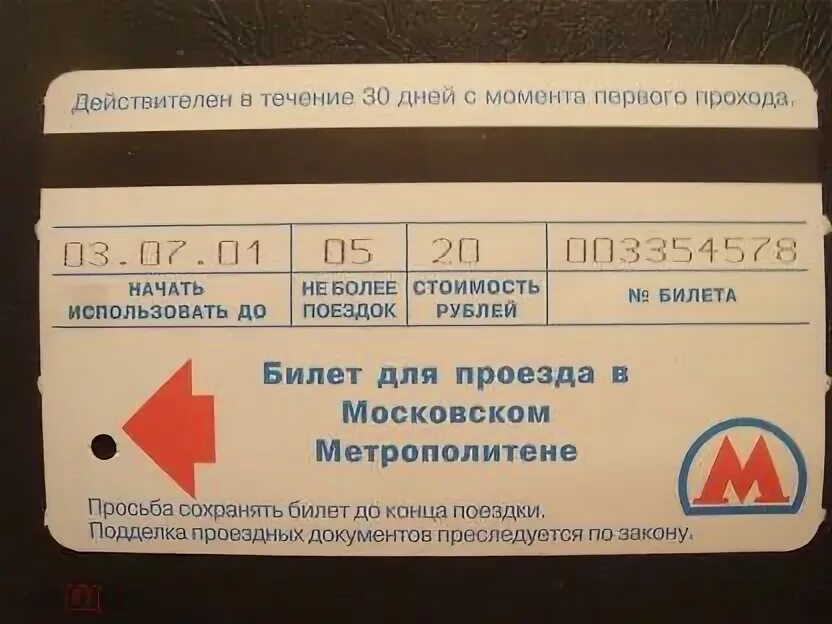 Действителен в течение 30 дней с момента первого прохода.
03.07.01 05 20 003354578
НАЧАТЬ ИСПОЛЬЗОВАТЬ ДО
НЕ БОЛЕЕ ПОЕЗДОК
СТОИМОСТЬ РУБЛЕЙ
№ БИЛЕТА
Билет для проезда в
Московском
Метрополитене
М
Просьба сохранять билет до конца поездки.
Подделка проездных документов преследуется по закону.